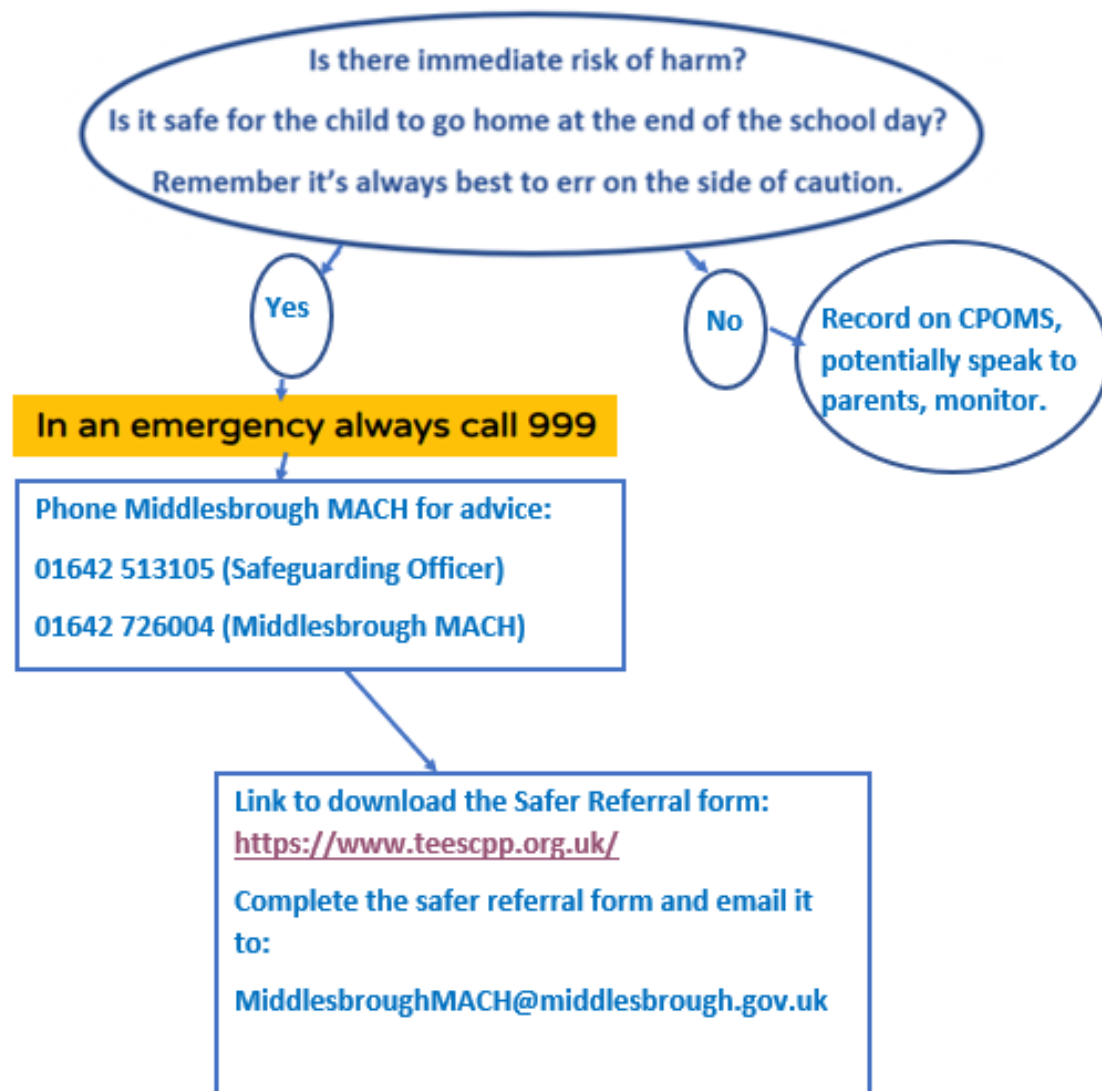 Is there immediate risk of harm?
Is it safe for the child to go home at the end of the school day?
Remember it's always best to err on the side of caution.
Yes
No
Record on CPOMS,
potentially speak to
parents, monitor.
In an emergency always call 999
Phone Middlesbrough MACH for advice:
01642 513105 (Safeguarding Officer)
01642 726004 (Middlesbrough MACH)
Link to download the Safer Referral form:
https://www.teescpp.org.uk/
Complete the safer referral form and email it
to:
MiddlesbroughMACH@middlesbrough.gov.uk